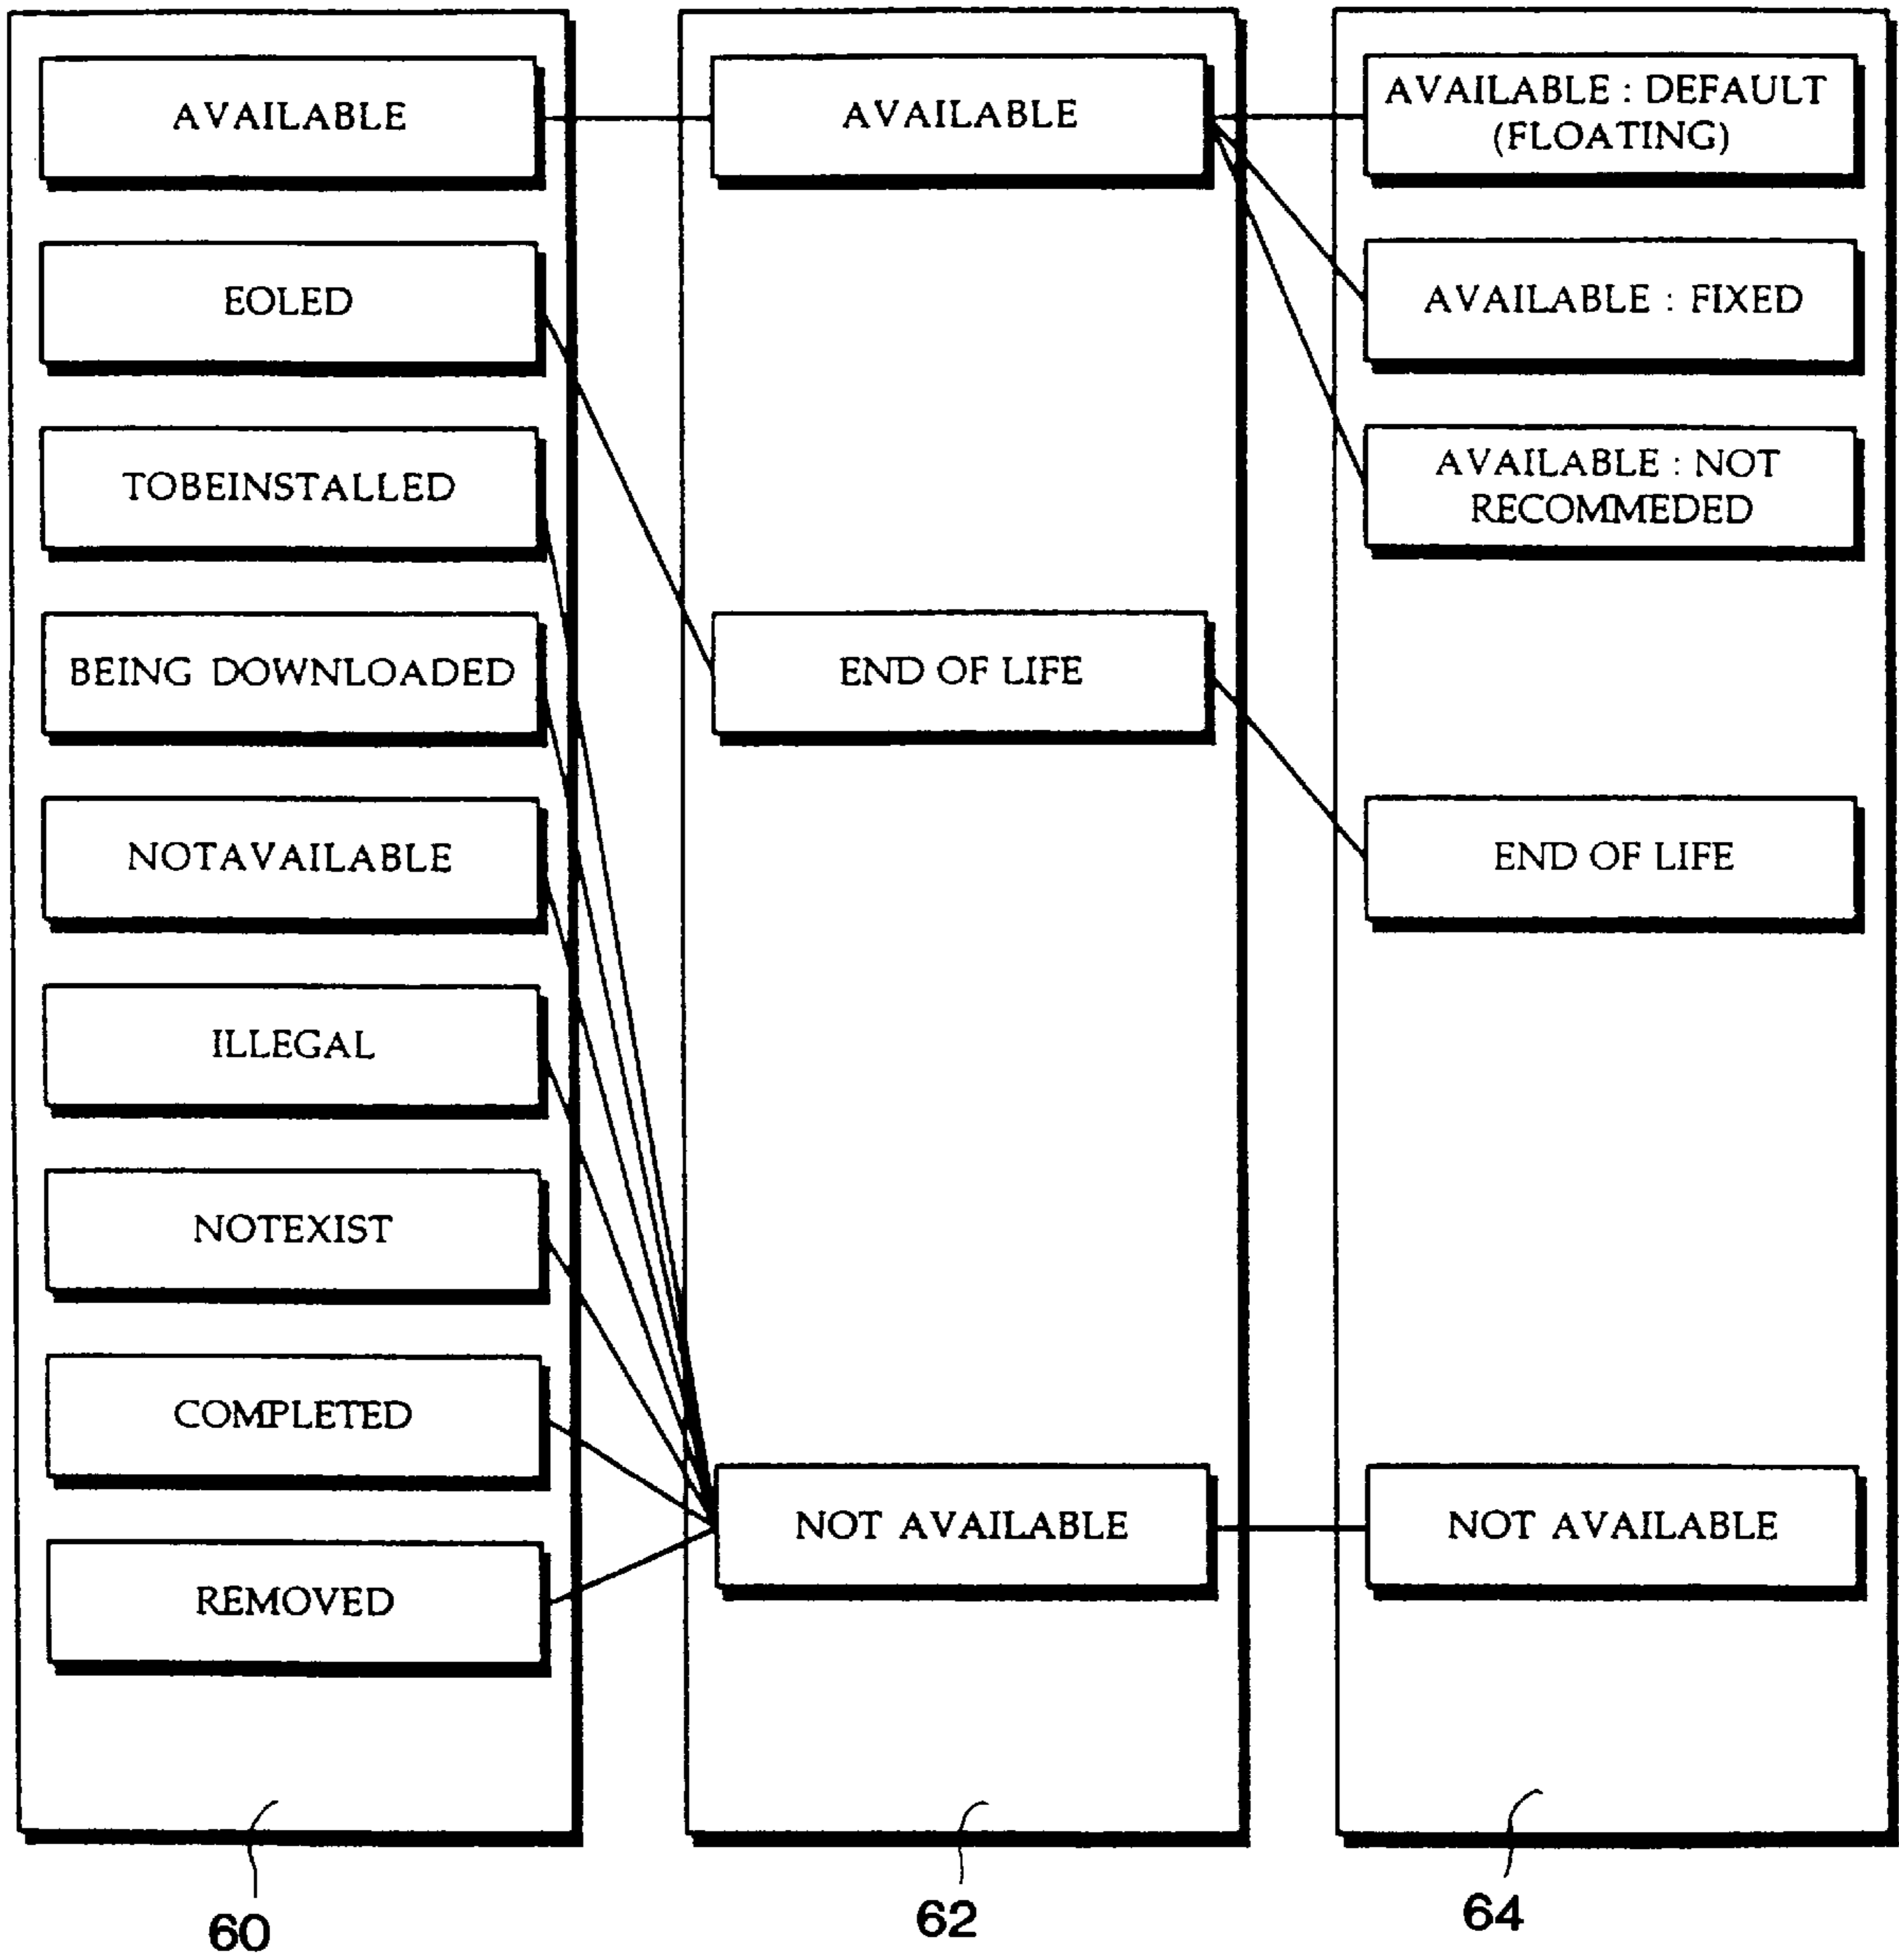 AVAILABLE
EOLED
TOBEINSTALLED
BEING DOWNLOADED
NOTAVAILABLE
ILLEGAL
NOTEXIST
COMPLETED
REMOVED
60
AVAILABLE
END OF LIFE
NOT AVAILABLE
62
AVAILABLE : DEFAULT
(FLOATING)
AVAILABLE : FIXED
AVAILABLE : NOT
RECOMMEDED
END OF LIFE
NOT AVAILABLE
64